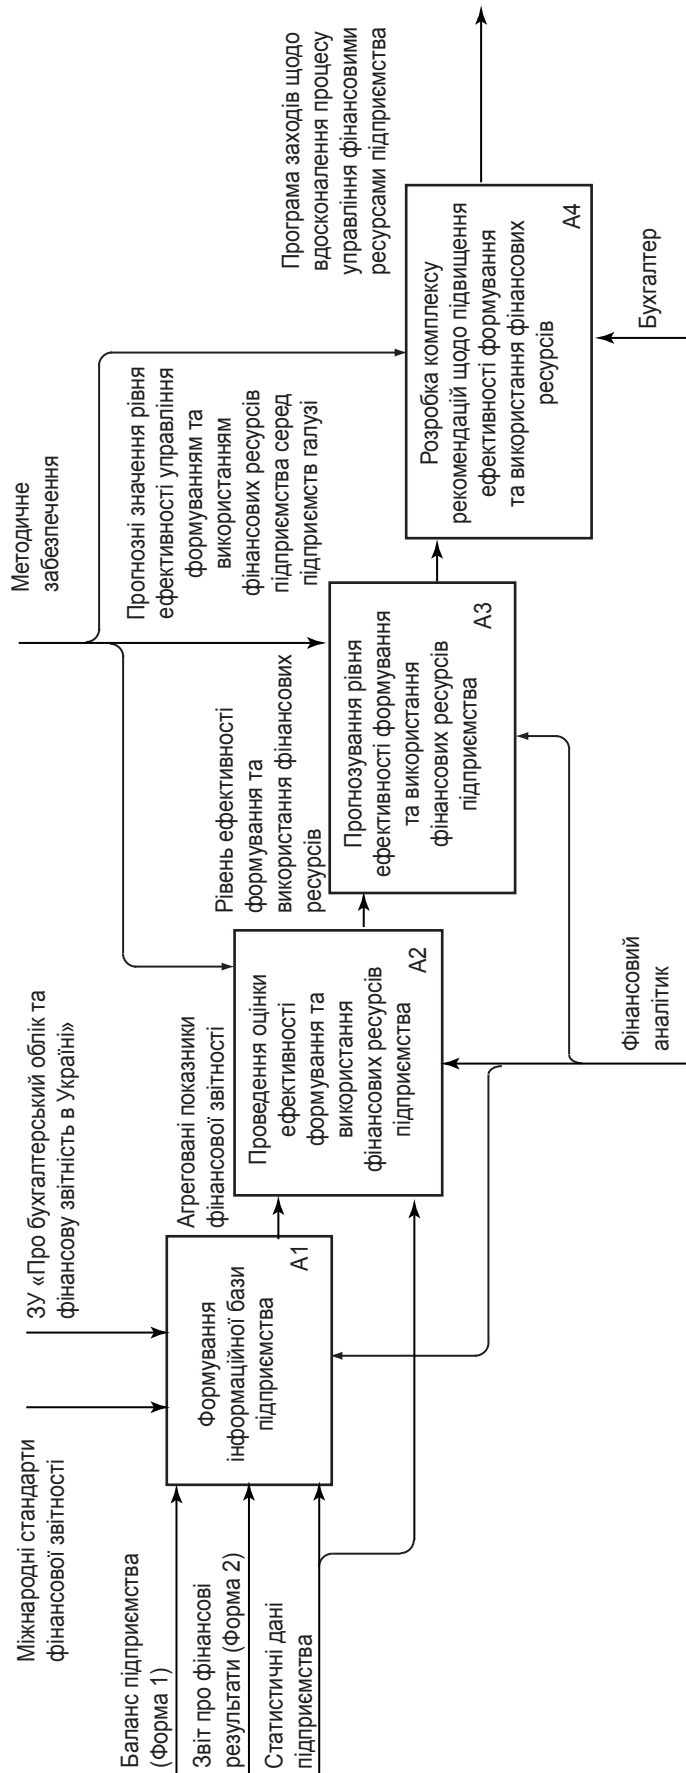 Міжнародні стандарти
фінансової звітності
ЗУ «Про бухгалтерський облік та
фінансову звітність в Україні»
Методичне
забезпечення
Баланс підприємства
(Форма 1)
Звіт про фінансові
результати (Форма 2)
Статистичні дані
підприємства
Формування
інформаційної бази
підприємства
А1
Агреговані показники
фінансової звітності
Проведення оцінки
ефективності
формування та
використання
фінансових ресурсів
підприємства
А2
Рівень ефективності
формування та
використання фінансових
ресурсів
Прогнозування рівня
ефективності формування
та використання
фінансових ресурсів
підприємства
А3
Прогнозні значення рівня
ефективності управління
формуванням та
використанням
фінансових ресурсів
підприємства серед
підприємств галузі
Розробка комплексу
рекомендацій щодо підвищення
ефективності формування
та використання фінансових
ресурсів
А4
Програма заходів щодо
вдосконалення процесу
управління фінансовими
ресурсами підприємства
Фінансовий
аналітик
Бухгалтер